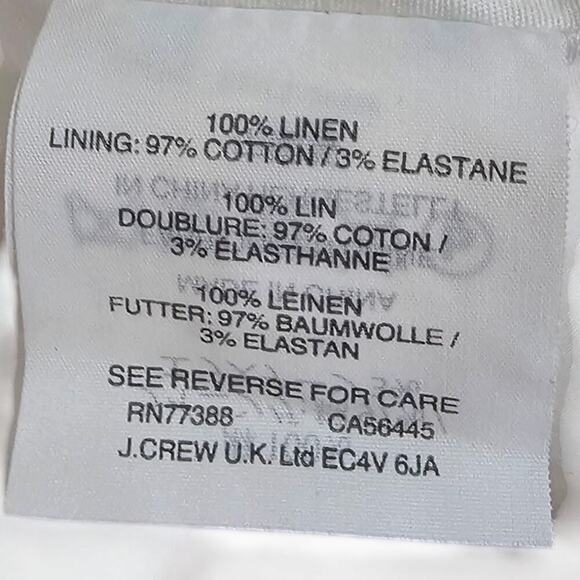 100% LINEN
LINING: 97% COTTON / 3% ELASTANE
100% LIN
DOUBLURE: 97% COTON /
3% ÉLASTHANNE
100% LEINEN
FUTTER: 97% BAUMWOLLE /
3% ELASTAN
SEE REVERSE FOR CARE
RN77388 CA56445
J.CREW U.K. Ltd EC4V 6JA